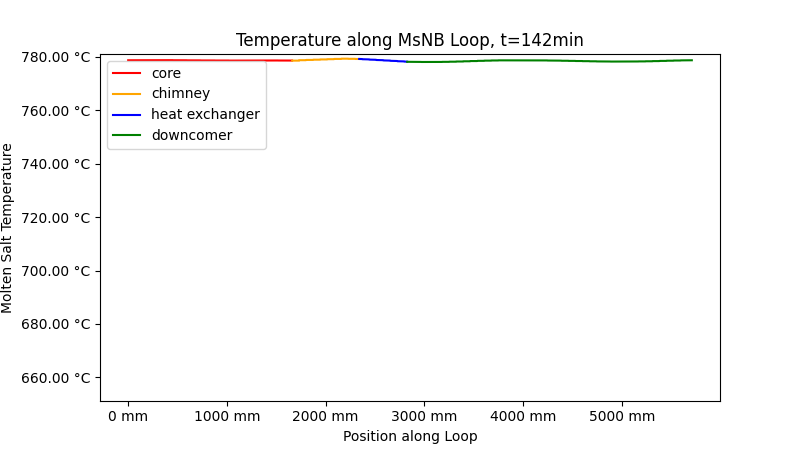 Temperature along MsNB Loop, t=142min
780.00 °C
760.00 °C
740.00 °C
720.00 °C
700.00 °C
680.00 °C
660.00 °C
Molten Salt Temperature
core
chimney
heat exchanger
downcomer
0 mm
1000 mm
2000 mm
3000 mm
4000 mm
5000 mm
Position along Loop